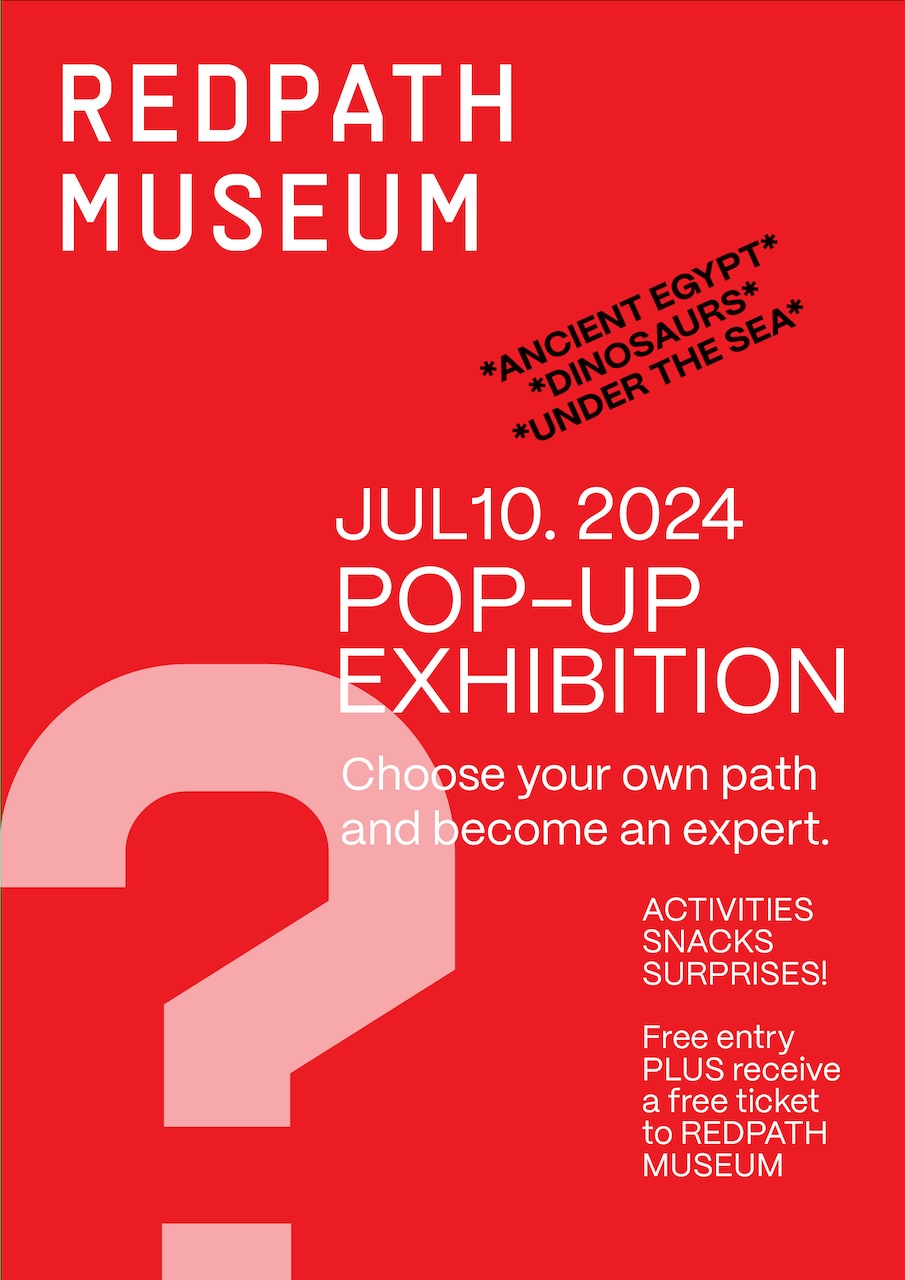 REDPATH
MUSEUM
*ANCIENT EGYPT*
*DINOSAURS*
*UNDER THE SEA*
JUL10. 2024
POP-UP
EXHIBITION
Choose your own path
and become an expert.
ACTIVITIES
SNACKS
SURPRISES!
Free entry
PLUS receive
a free ticket
to REDPATH
MUSEUM
?